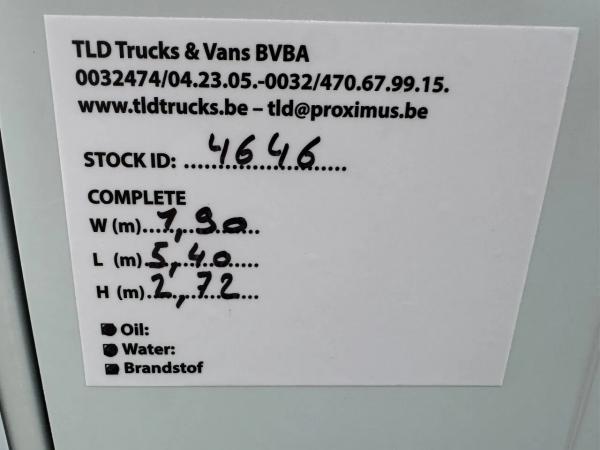 TLD Trucks & Vans BVBA
0032474/04.23.05.-0032/470.67.99.15.
www.tldtrucks.be – tld@proximus.be
STOCK ID: ....4646....
COMPLETE
W (m)...1,90..
L (m).5,40....
H (m).2,72...
Oil:
Water:
Brandstof